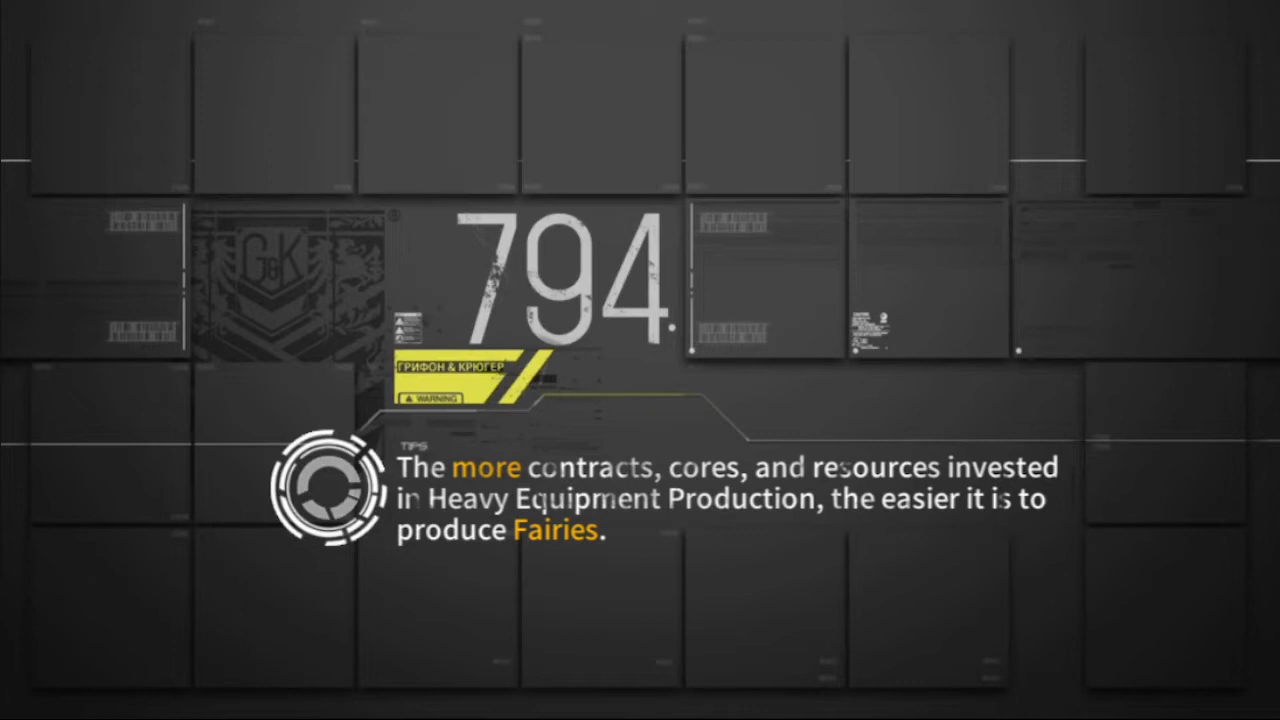 G&K
®
794.
ГРИФОН & КРЮГЕР
WARNING
TIPS
The more contracts, cores, and resources invested
in Heavy Equipment Production, the easier it is to
produce Fairies.